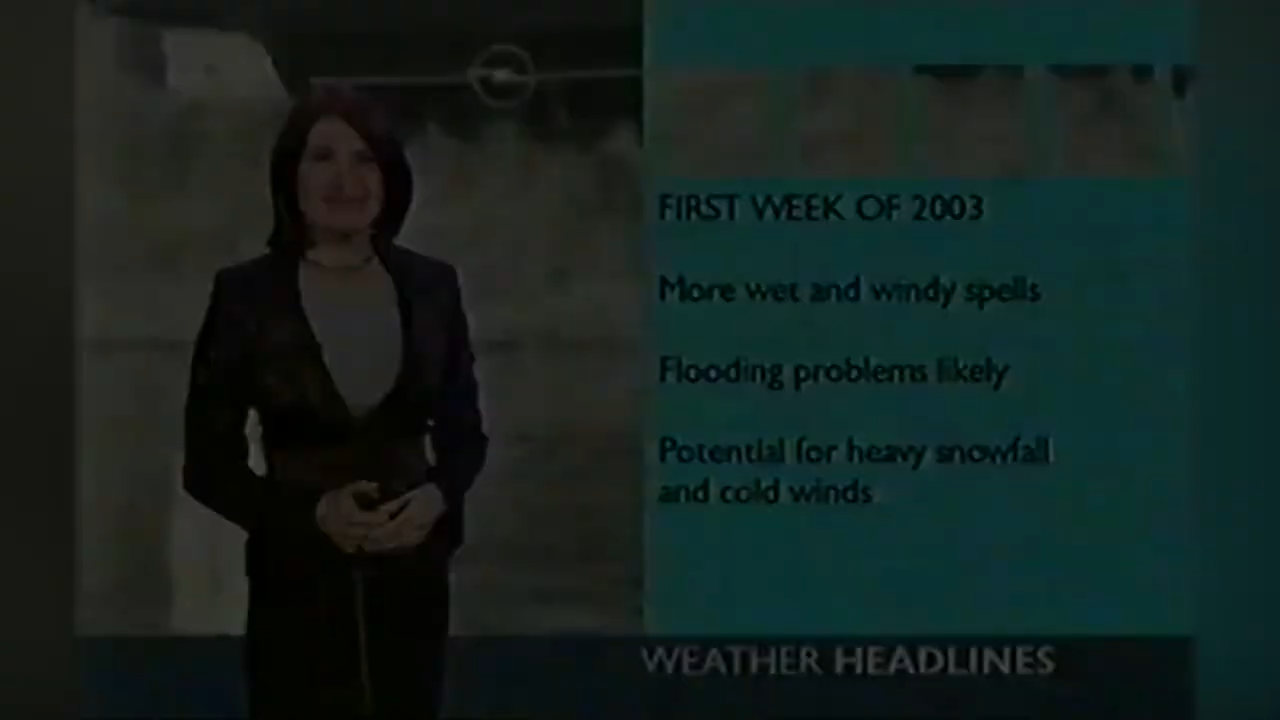 FIRST WEEK OF 2003
More wet and windy spells
Flooding problems likely
Potential for heavy snowfall
and cold winds
WEATHER HEADLINES